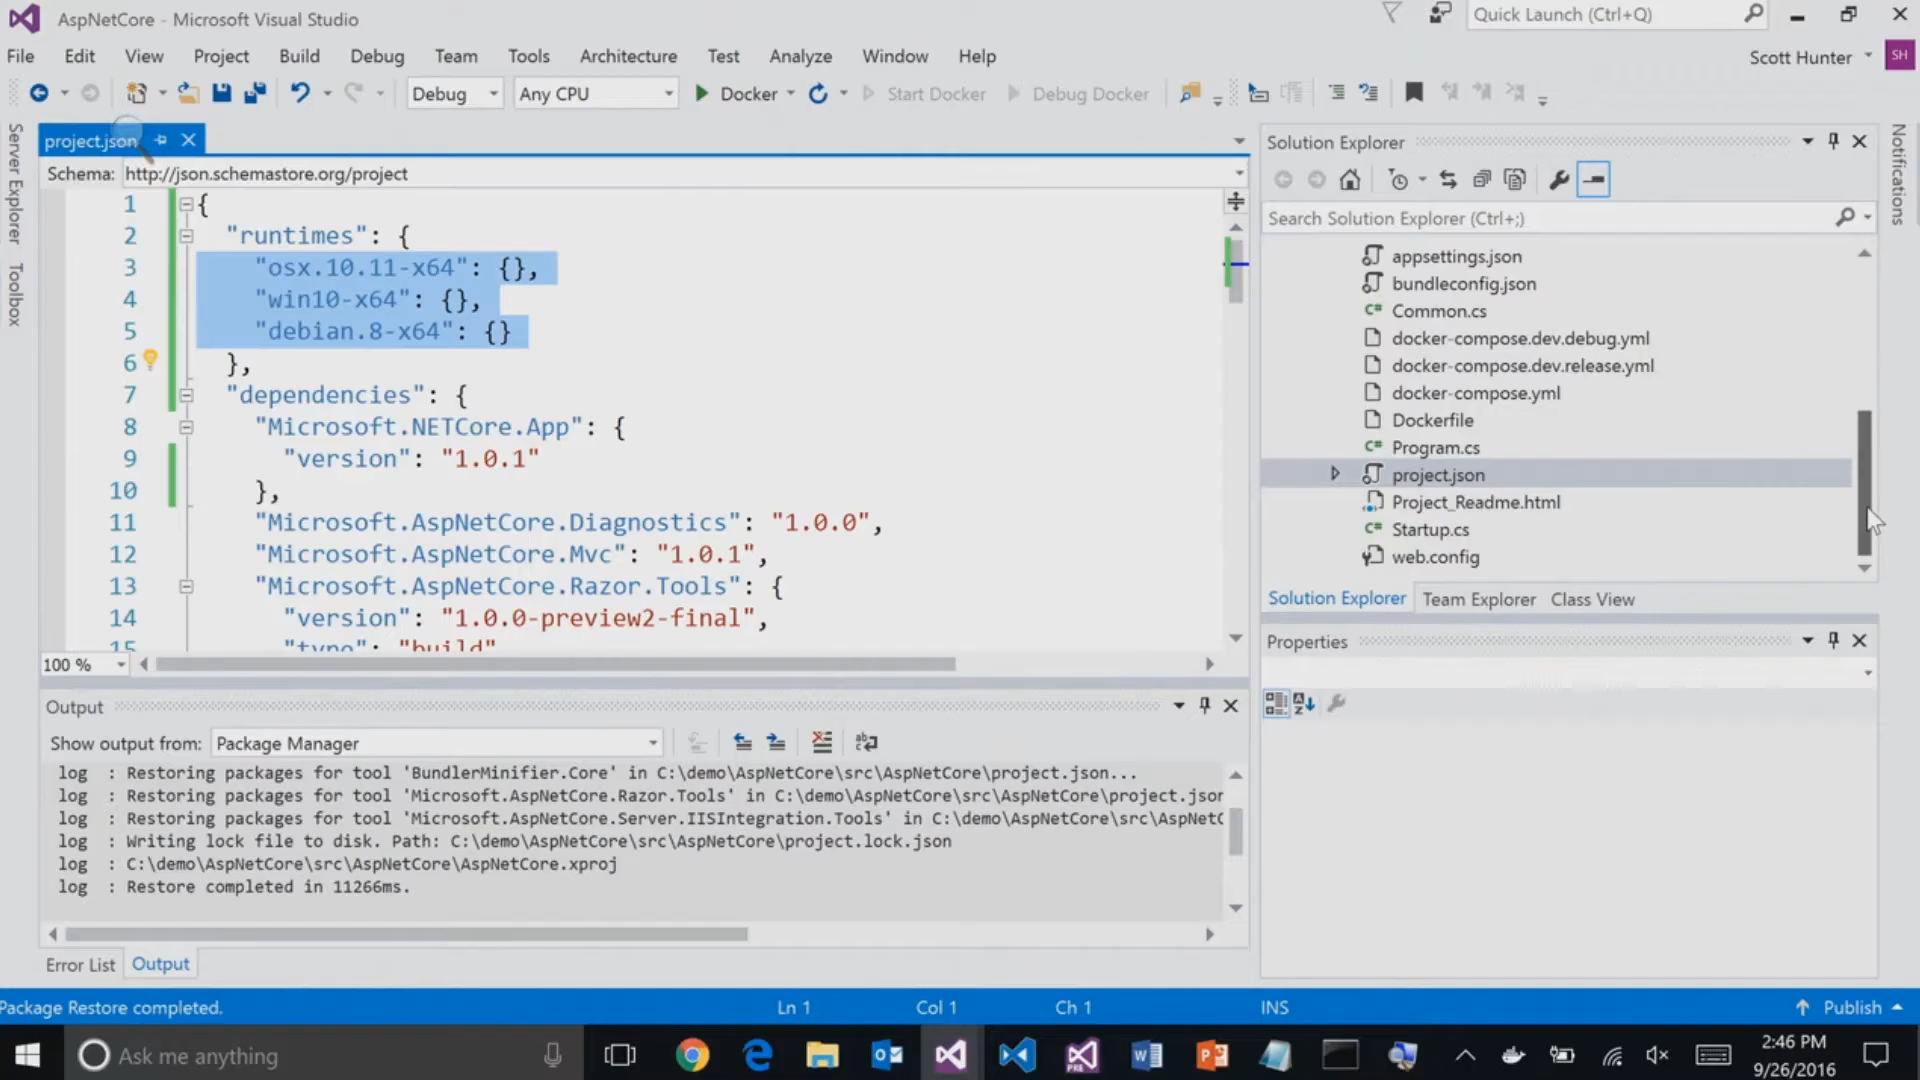 AspNetCore - Microsoft Visual Studio
Quick Launch (Ctrl+Q)
File Edit View Project Build Debug Team Tools Architecture Test Analyze Window Help
Scott Hunter SH
Debug Any CPU Docker Start Docker Debug Docker
Server Explorer
Toolbox
project.json
Schema: http://json.schemastore.org/project
1 {
2 "runtimes": {
3 "osx.10.11-x64": {},
4 "win10-x64": {},
5 "debian.8-x64": {}
6 },
7 "dependencies": {
8 "Microsoft.NETCore.App": {
9 "version": "1.0.1"
10 },
11 "Microsoft.AspNetCore.Diagnostics": "1.0.0",
12 "Microsoft.AspNetCore.Mvc": "1.0.1",
13 "Microsoft.AspNetCore.Razor.Tools": {
14 "version": "1.0.0-preview2-final",
15 "type": "build"
100 %
Output
Show output from: Package Manager
log : Restoring packages for tool 'BundlerMinifier.Core' in C:\demo\AspNetCore\src\AspNetCore\project.json...
log : Restoring packages for tool 'Microsoft.AspNetCore.Razor.Tools' in C:\demo\AspNetCore\src\AspNetCore\project.json
log : Restoring packages for tool 'Microsoft.AspNetCore.Server.IISIntegration.Tools' in C:\demo\AspNetCore\src\AspNetC
log : Writing lock file to disk. Path: C:\demo\AspNetCore\src\AspNetCore\project.lock.json
log : C:\demo\AspNetCore\src\AspNetCore\AspNetCore.xproj
log : Restore completed in 11266ms.
Error List Output
Solution Explorer
Search Solution Explorer (Ctrl+;)
appsettings.json
bundleconfig.json
C# Common.cs
docker-compose.dev.debug.yml
docker-compose.dev.release.yml
docker-compose.yml
Dockerfile
C# Program.cs
project.json
Project_Readme.html
C# Startup.cs
web.config
Solution Explorer Team Explorer Class View
Properties
Notifications
Package Restore completed. Ln 1 Col 1 Ch 1 INS Publish
Ask me anything
2:46 PM
9/26/2016